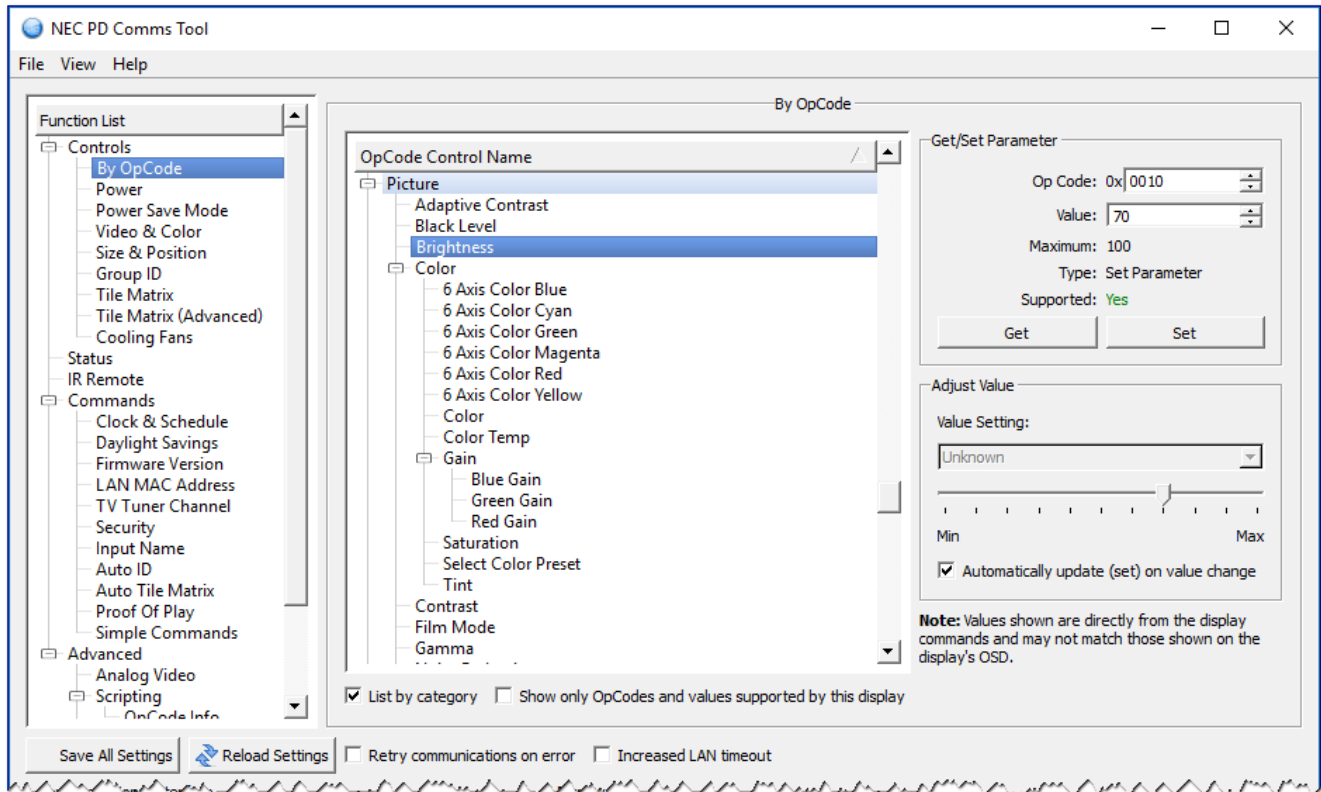 NEC PD Comms Tool
File View Help
Function List
Controls
By OpCode
Power
Power Save Mode
Video & Color
Size & Position
Group ID
Tile Matrix
Tile Matrix (Advanced)
Cooling Fans
Status
IR Remote
Commands
Clock & Schedule
Daylight Savings
Firmware Version
LAN MAC Address
TV Tuner Channel
Security
Input Name
Auto ID
Auto Tile Matrix
Proof Of Play
Simple Commands
Advanced
Analog Video
Scripting
OpCode Info
By OpCode
OpCode Control Name
Picture
Adaptive Contrast
Black Level
Brightness
Color
6 Axis Color Blue
6 Axis Color Cyan
6 Axis Color Green
6 Axis Color Magenta
6 Axis Color Red
6 Axis Color Yellow
Color
Color Temp
Gain
Blue Gain
Green Gain
Red Gain
Saturation
Select Color Preset
Tint
Contrast
Film Mode
Gamma
List by category Show only OpCodes and values supported by this display
Get/Set Parameter
Op Code: 0x 0010
Value: 70
Maximum: 100
Type: Set Parameter
Supported: Yes
Get Set
Adjust Value
Value Setting:
Unknown
Min Max
Automatically update (set) on value change
Note: Values shown are directly from the display
commands and may not match those shown on the
display's OSD.
Save All Settings Reload Settings Retry communications on error Increased LAN timeout